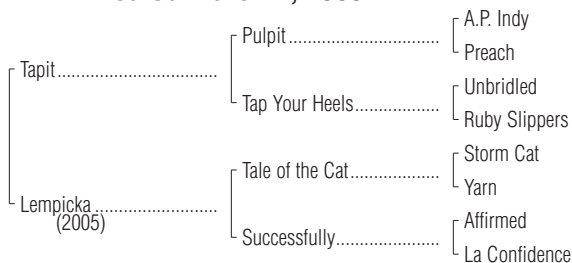 A.P. Indy
Pulpit........................................
Preach
Tapit..........................................
Unbridled
Tap Your Heels......................
Ruby Slippers
Storm Cat
Tale of the Cat.......................
Yarn
Lempicka................................
(2005)
Affirmed
Successfully...........................
La Confidence